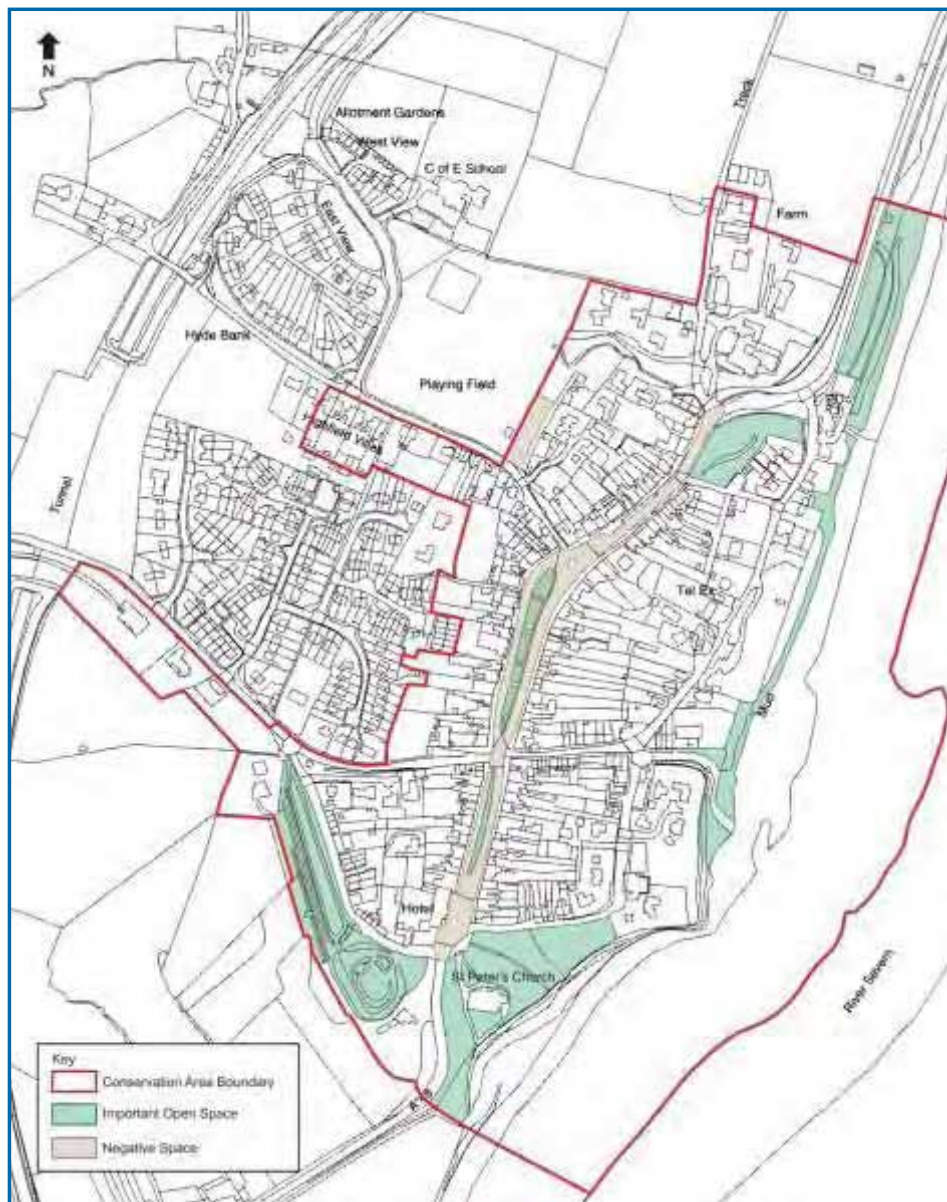 N
Allotment Gardens
West View
C of E School
Track
Farm
East View
Hyde Bank
Playing Field
Highfield Villas
Tunnel
Tel Ex
Mud
Hotel
St Peter's Church
River Severn
Key
Conservation Area Boundary
Important Open Space
Negative Space